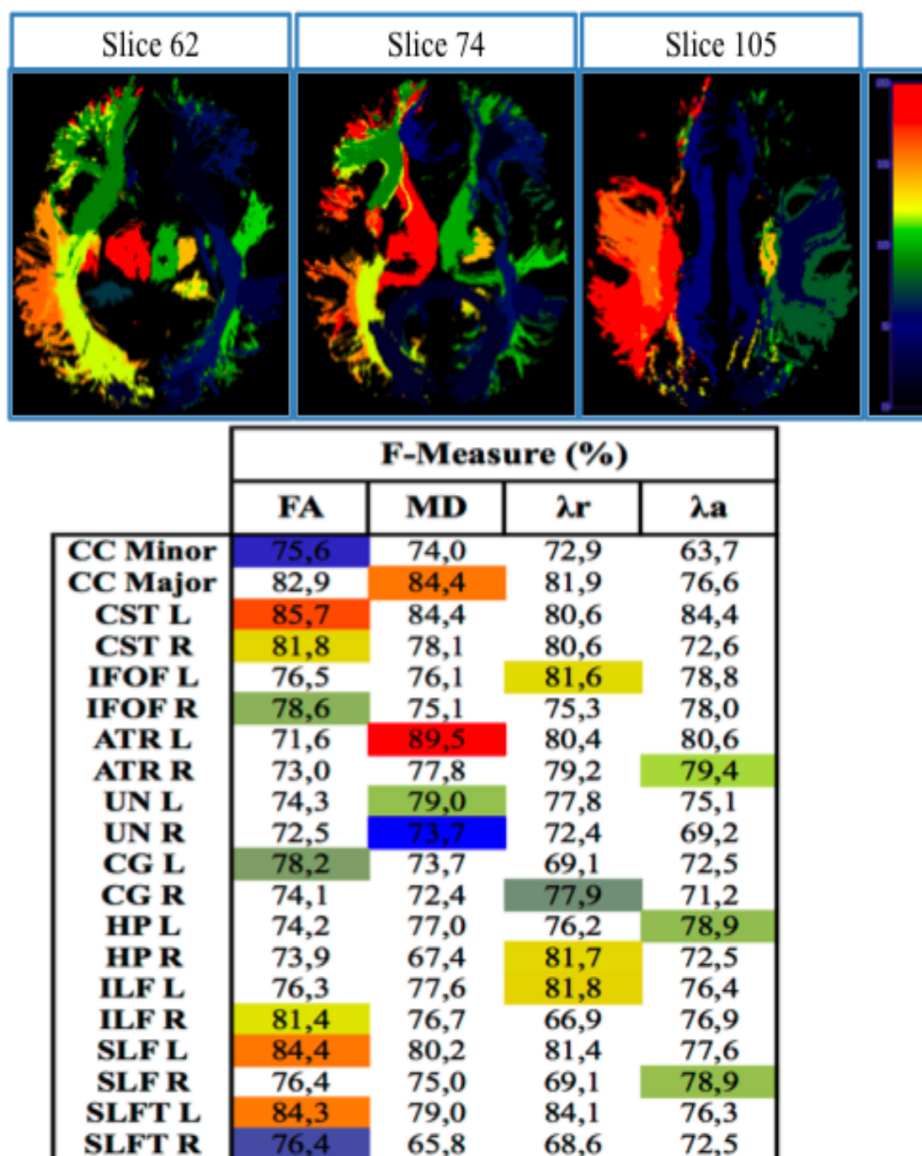 Slice 62 Slice 74 Slice 105
F-Measure (%)
FA MD λr λa
CC Minor 75,6 74,0 72,9 63,7
CC Major 82,9 84,4 81,9 76,6
CST L 85,7 84,4 80,6 84,4
CST R 81,8 78,1 80,6 72,6
IFOF L 76,5 76,1 81,6 78,8
IFOF R 78,6 75,1 75,3 78,0
ATR L 71,6 89,5 80,4 80,6
ATR R 73,0 77,8 79,2 79,4
UN L 74,3 79,0 77,8 75,1
UN R 72,5 73,7 72,4 69,2
CG L 78,2 73,7 69,1 72,5
CG R 74,1 72,4 77,9 71,2
HP L 74,2 77,0 76,2 78,9
HP R 73,9 67,4 81,7 72,5
ILF L 76,3 77,6 81,8 76,4
ILF R 81,4 76,7 66,9 76,9
SLF L 84,4 80,2 81,4 77,6
SLF R 76,4 75,0 69,1 78,9
SLFT L 84,3 79,0 84,1 76,3
SLFT R 76,4 65,8 68,6 72,5